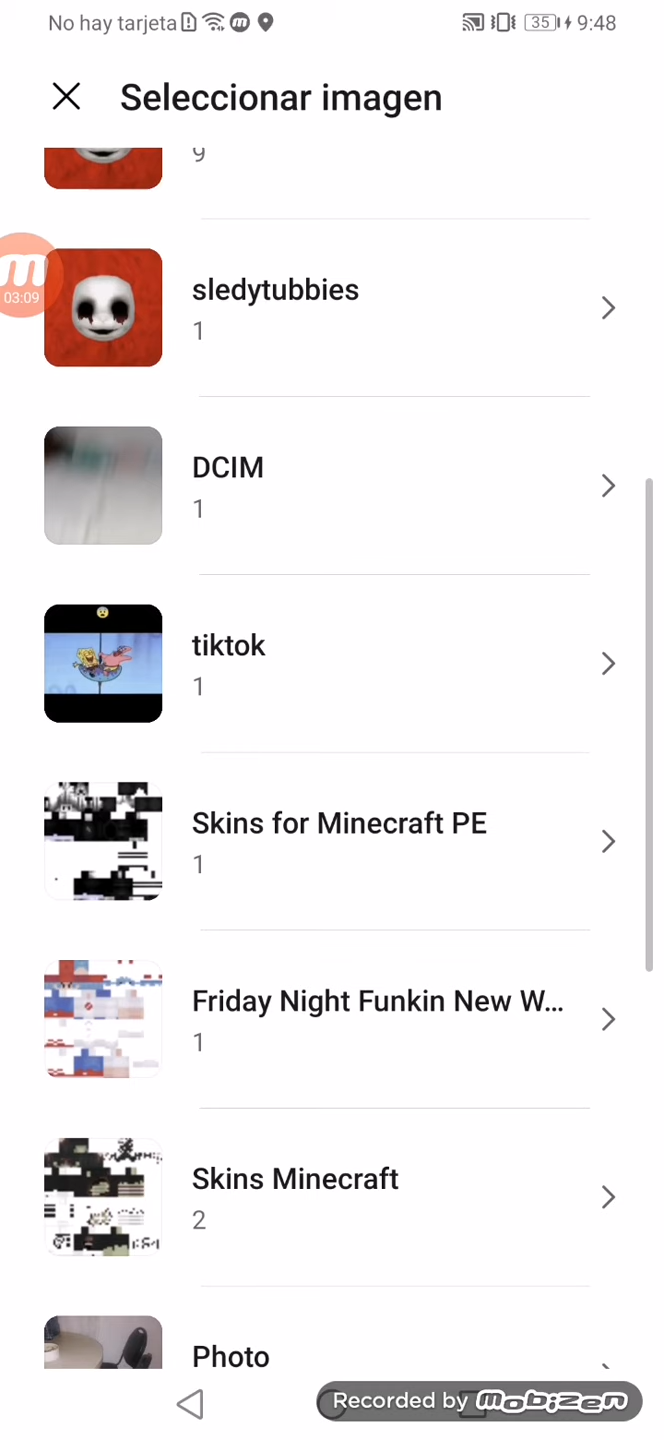 No hay tarjeta
35
9:48
Seleccionar imagen
9
m
03:09
sledytubbies
1
DCIM
1
tiktok
1
Skins for Minecraft PE
1
Friday Night Funkin New W...
1
Skins Minecraft
2
Photo
Recorded by mobizen